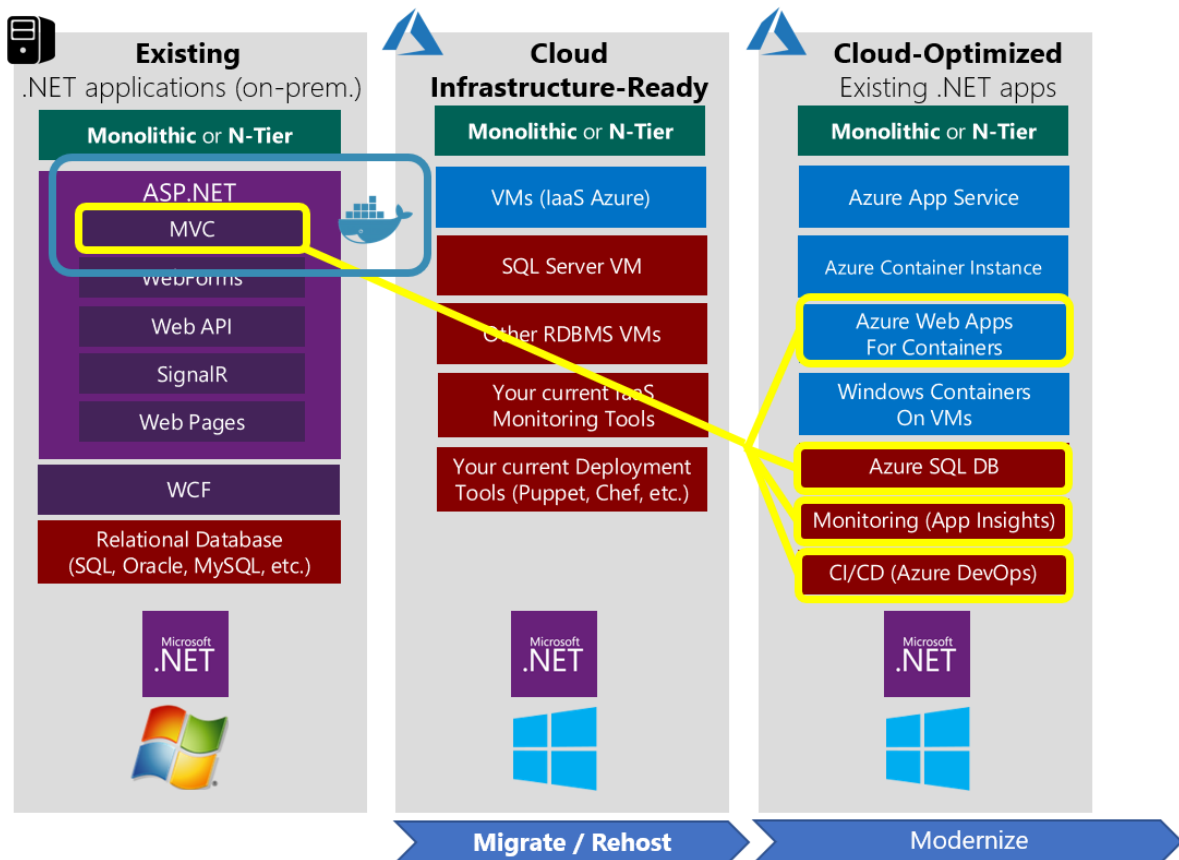 Existing
.NET applications (on-prem.)
Monolithic or N-Tier
ASP.NET
MVC
WebForms
Web API
SignalR
Web Pages
WCF
Relational Database
(SQL, Oracle, MySQL, etc.)
Microsoft
.NET
Cloud
Infrastructure-Ready
Monolithic or N-Tier
VMs (IaaS Azure)
SQL Server VM
Other RDBMS VMs
Your current IaaS
Monitoring Tools
Your current Deployment
Tools (Puppet, Chef, etc.)
Microsoft
.NET
Migrate / Rehost
Cloud-Optimized
Existing .NET apps
Monolithic or N-Tier
Azure App Service
Azure Container Instance
Azure Web Apps
For Containers
Windows Containers
On VMs
Azure SQL DB
Monitoring (App Insights)
CI/CD (Azure DevOps)
Microsoft
.NET
Modernize